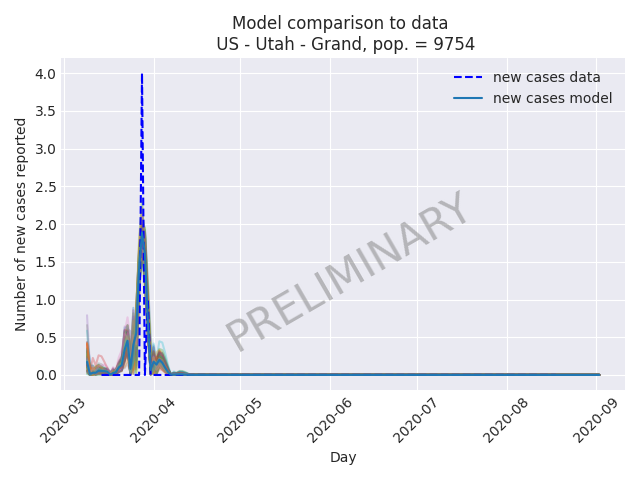 Model comparison to data
US - Utah - Grand, pop. = 9754
new cases data
new cases model
Number of new cases reported
4.0
3.5
3.0
2.5
2.0
1.5
1.0
0.5
0.0
PRELIMINARY
2020-03
2020-04
2020-05
2020-06
2020-07
2020-08
2020-09
Day